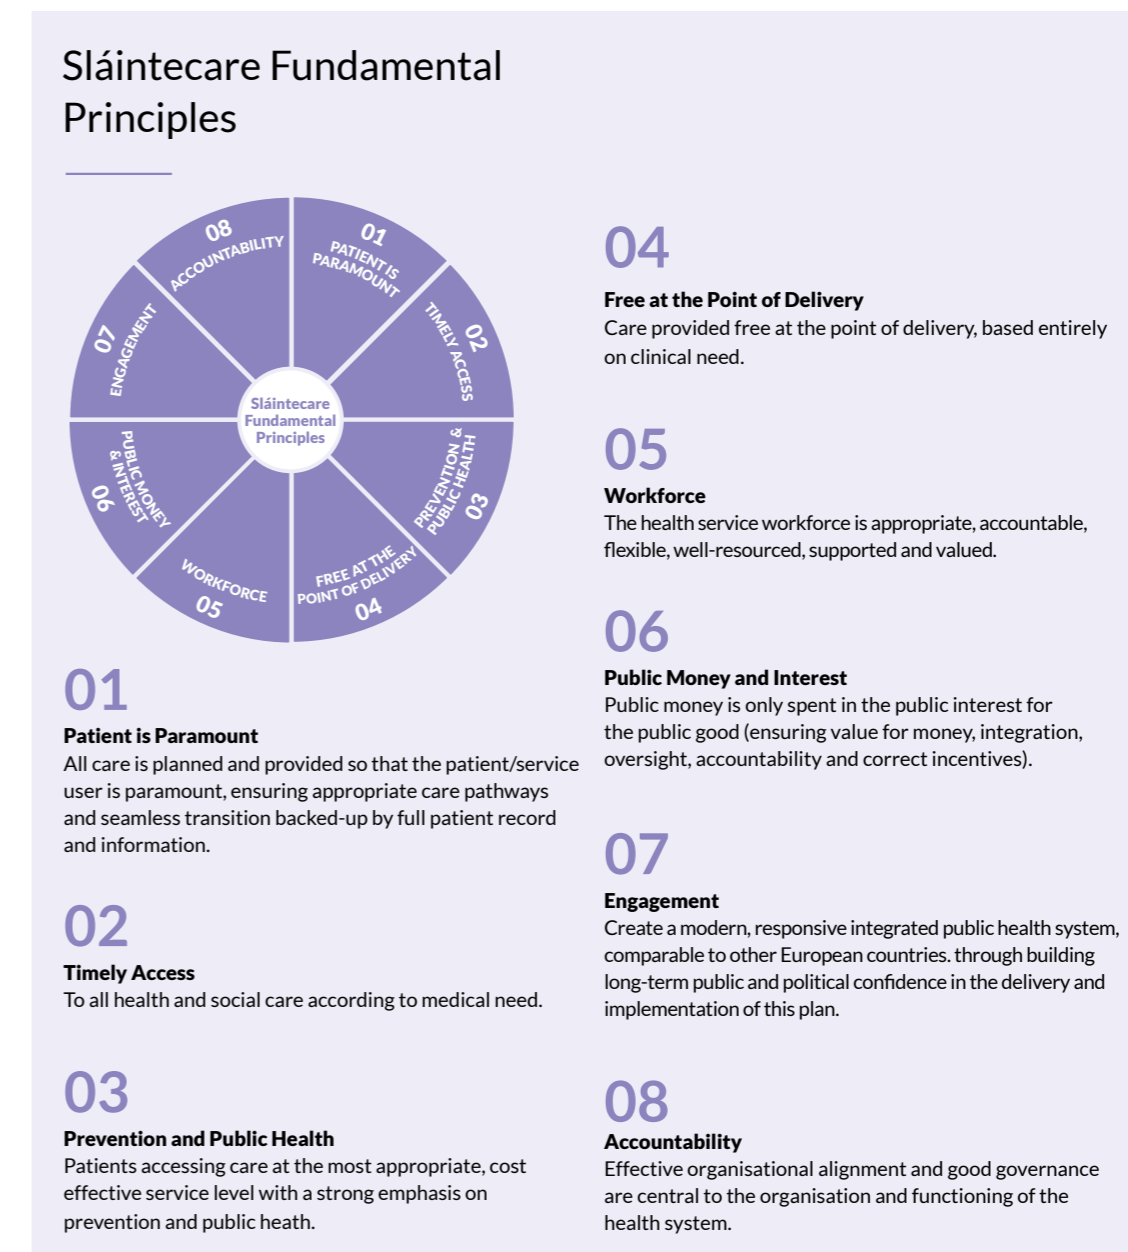 Sláintecare Fundamental
Principles
08
ACCOUNTABILITY
01
PATIENT IS
PARAMOUNT
02
TIMELY ACCESS
PREVENTION &
PUBLIC HEALTH
03
FREE AT THE
POINT OF DELIVERY
04
WORKFORCE
05
PUBLIC MONEY
& INTEREST
06
07
ENGAGEMENT
Sláintecare
Fundamental
Principles
01
Patient is Paramount
All care is planned and provided so that the patient/service
user is paramount, ensuring appropriate care pathways
and seamless transition backed-up by full patient record
and information.
02
Timely Access
To all health and social care according to medical need.
03
Prevention and Public Health
Patients accessing care at the most appropriate, cost
effective service level with a strong emphasis on
prevention and public heath.
04
Free at the Point of Delivery
Care provided free at the point of delivery, based entirely
on clinical need.
05
Workforce
The health service workforce is appropriate, accountable,
flexible, well-resourced, supported and valued.
06
Public Money and Interest
Public money is only spent in the public interest for
the public good (ensuring value for money, integration,
oversight, accountability and correct incentives).
07
Engagement
Create a modern, responsive integrated public health system,
comparable to other European countries. through building
long-term public and political confidence in the delivery and
implementation of this plan.
08
Accountability
Effective organisational alignment and good governance
are central to the organisation and functioning of the
health system.